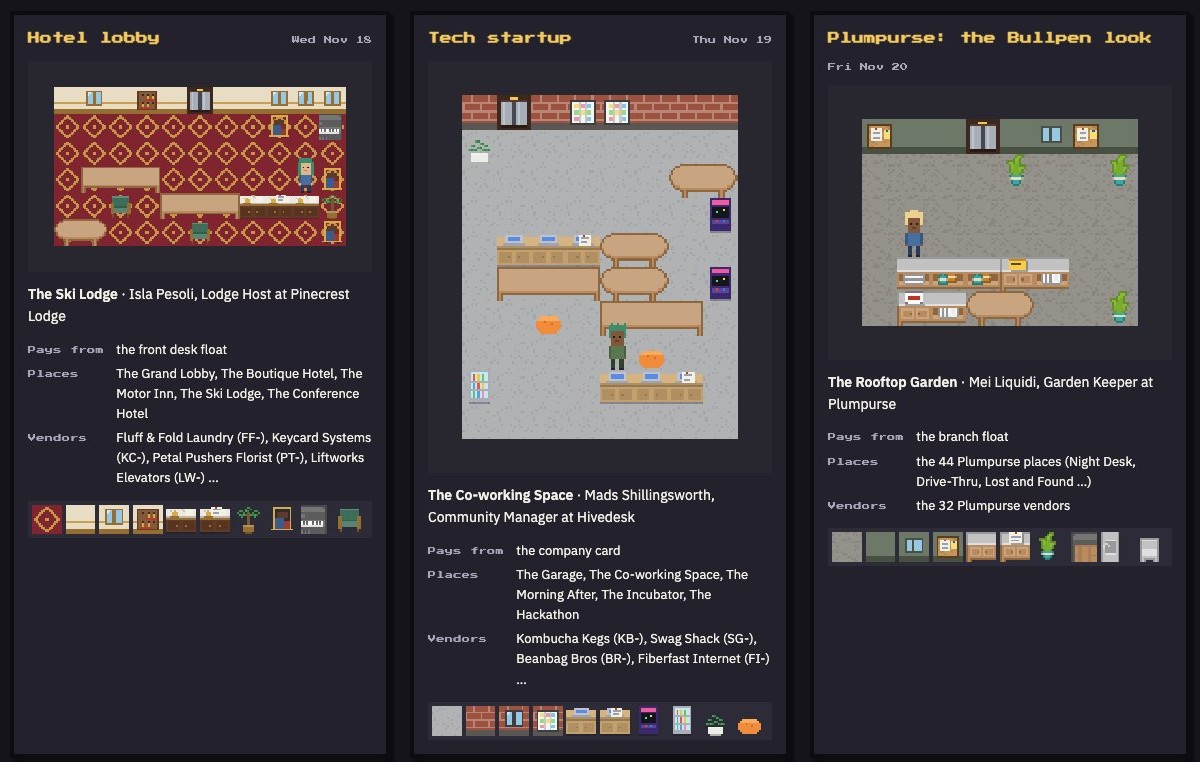 Hotel lobby
Wed Nov 18
The Ski Lodge · Isla Pesoli, Lodge Host at Pinecrest
Lodge
Pays from the front desk float
Places The Grand Lobby, The Boutique Hotel, The
Motor Inn, The Ski Lodge, The Conference
Hotel
Vendors Fluff & Fold Laundry (FF-), Keycard Systems
(KC-), Petal Pushers Florist (PT-), Liftworks
Elevators (LW-) ...
Tech startup
Thu Nov 19
The Co-working Space · Mads Shillingsworth,
Community Manager at Hivedesk
Pays from the company card
Places The Garage, The Co-working Space, The
Morning After, The Incubator, The
Hackathon
Vendors Kombucha Kegs (KB-), Swag Shack (SG-),
Beanbag Bros (BR-), Fiberfast Internet (FI-)
...
Plumpurse: the Bullpen look
Fri Nov 20
The Rooftop Garden · Mei Liquidi, Garden Keeper at
Plumpurse
Pays from the branch float
Places the 44 Plumpurse places (Night Desk,
Drive-Thru, Lost and Found ...)
Vendors the 32 Plumpurse vendors